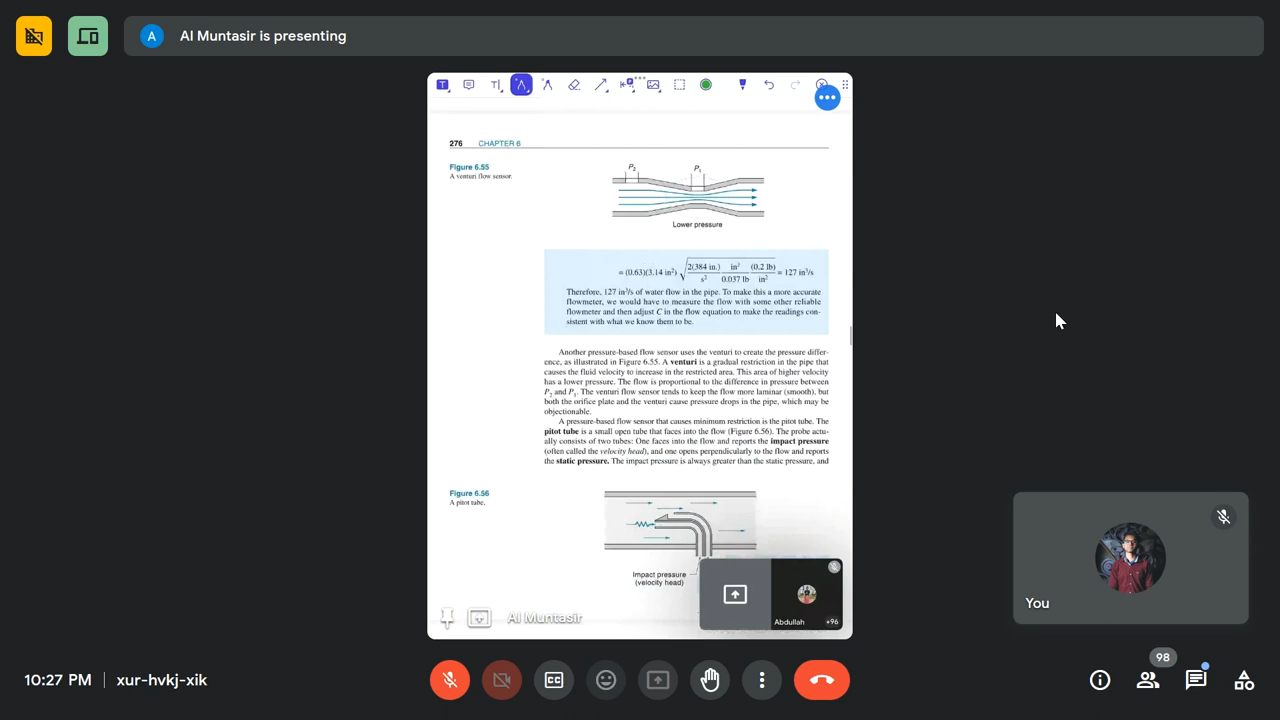 A
Al Muntasir is presenting
276 CHAPTER 6
Figure 6.55
A venturi flow sensor.
P2 P1
Lower pressure
= (0.63)(3.14 in²) √ 2(384 in.) in² (0.2 lb) / s² 0.037 lb in² = 127 in³/s
Therefore, 127 in³/s of water flow in the pipe. To make this a more accurate
flowmeter, we would have to measure the flow with some other reliable
flowmeter and then adjust C in the flow equation to make the readings con-
sistent with what we know them to be.
Another pressure-based flow sensor uses the venturi to create the pressure differ-
ence, as illustrated in Figure 6.55. A venturi is a gradual restriction in the pipe that
causes the fluid velocity to increase in the restricted area. This area of higher velocity
has a lower pressure. The flow is proportional to the difference in pressure between
P2 and P1. The venturi flow sensor tends to keep the flow more laminar (smooth), but
both the orifice plate and the venturi cause pressure drops in the pipe, which may be
objectionable.
A pressure-based flow sensor that causes minimum restriction is the pitot tube. The
pitot tube is a small open tube that faces into the flow (Figure 6.56). The probe actu-
ally consists of two tubes: One faces into the flow and reports the impact pressure
(often called the velocity head), and one opens perpendicularly to the flow and reports
the static pressure. The impact pressure is always greater than the static pressure, and
Figure 6.56
A pitot tube.
Impact pressure
(velocity head)
Abdullah +96
Al Muntasir
You
10:27 PM | xur-hvkj-xik
98